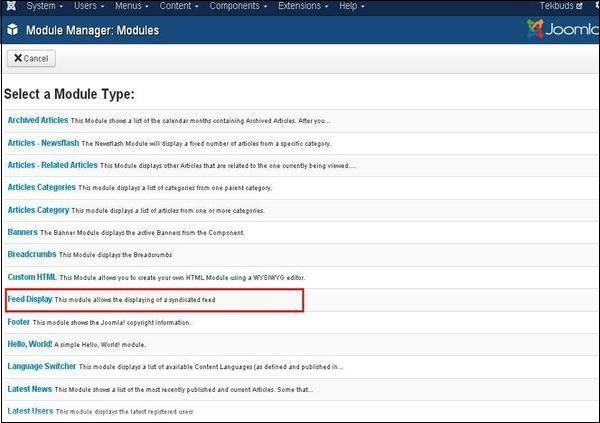 System Users Menus Content Components Extensions Help Tekbuds
Module Manager: Modules Joomla
Cancel
Select a Module Type:
Archived Articles This Module shows a list of the calendar months containing Archived Articles. After you...
Articles - Newsflash The Newsflash Module will display a fixed number of articles from a specific category.
Articles - Related Articles This Module displays other Articles that are related to the one currently being viewed....
Articles Categories This module displays a list of categories from one parent category.
Articles Category This module displays a list of articles from one or more categories.
Banners The Banner Module displays the active Banners from the Component.
Breadcrumbs This Module displays the Breadcrumbs
Custom HTML This Module allows you to create your own HTML Module using a WYSIWYG editor.
Feed Display This module allows the displaying of a syndicated feed
Footer This module shows the Joomla! copyright information.
Hello, World! A simple Hello, World! module.
Language Switcher This module displays a list of available Content Languages (as defined and published in...
Latest News This Module shows a list of the most recently published and current Articles. Some that...
Latest Users This module displays the latest registered users